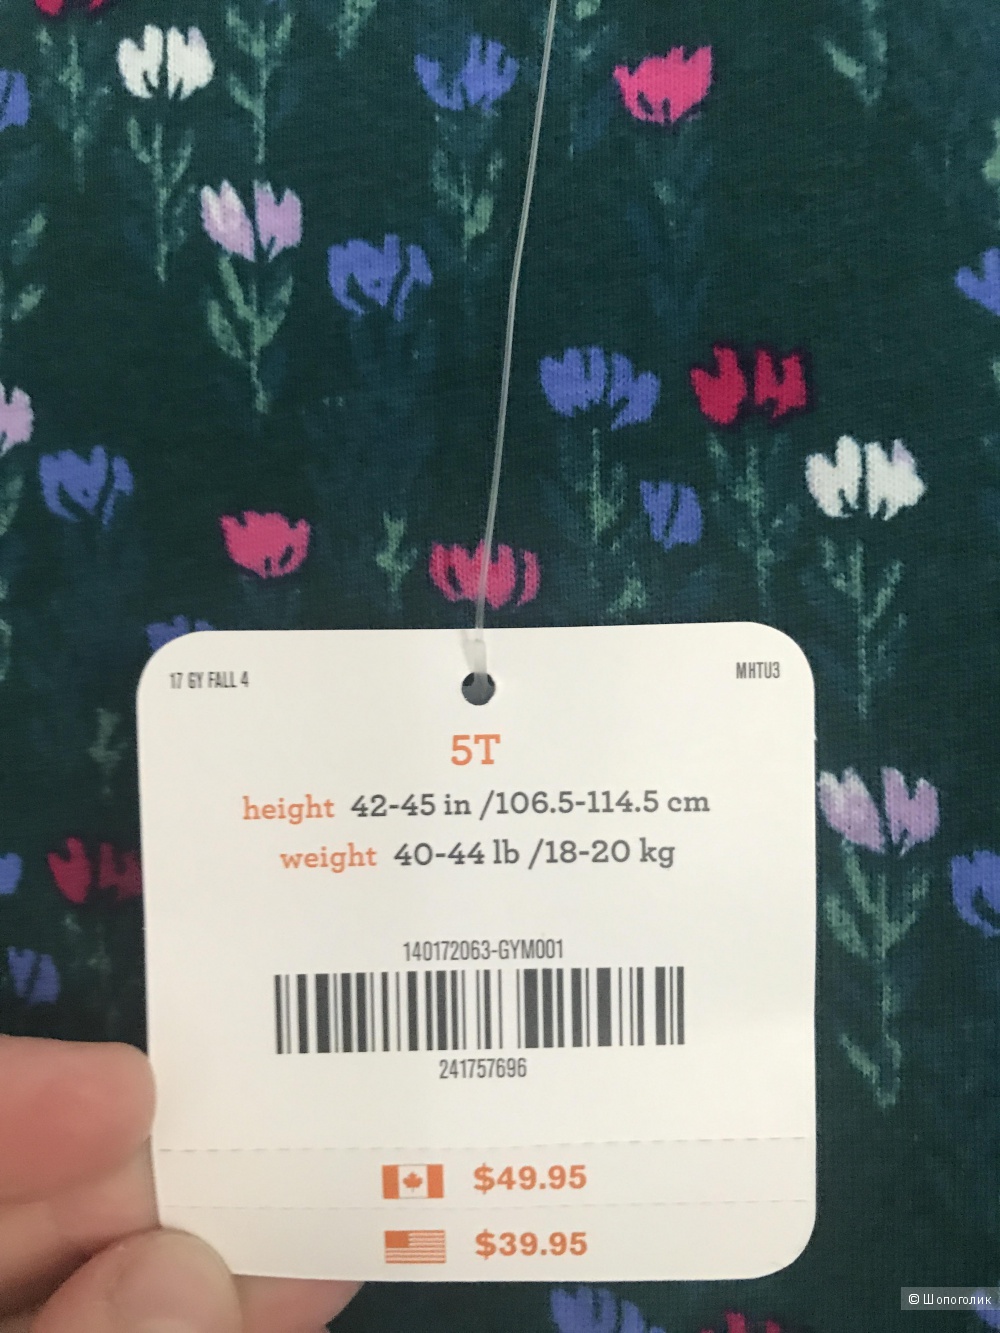 17 GY FALL 4
MHTU3
5T
height 42-45 in /106.5-114.5 cm
weight 40-44 lb /18-20 kg
140172063-GYM001
241757696
$49.95
$39.95
© Шопоголик